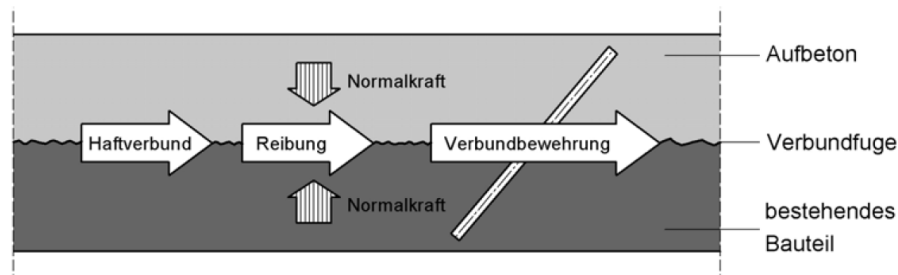 Aufbeton
Normalkraft
Haftverbund
Reibung
Verbundbewehrung
Verbundfuge
Normalkraft
bestehendes
Bauteil